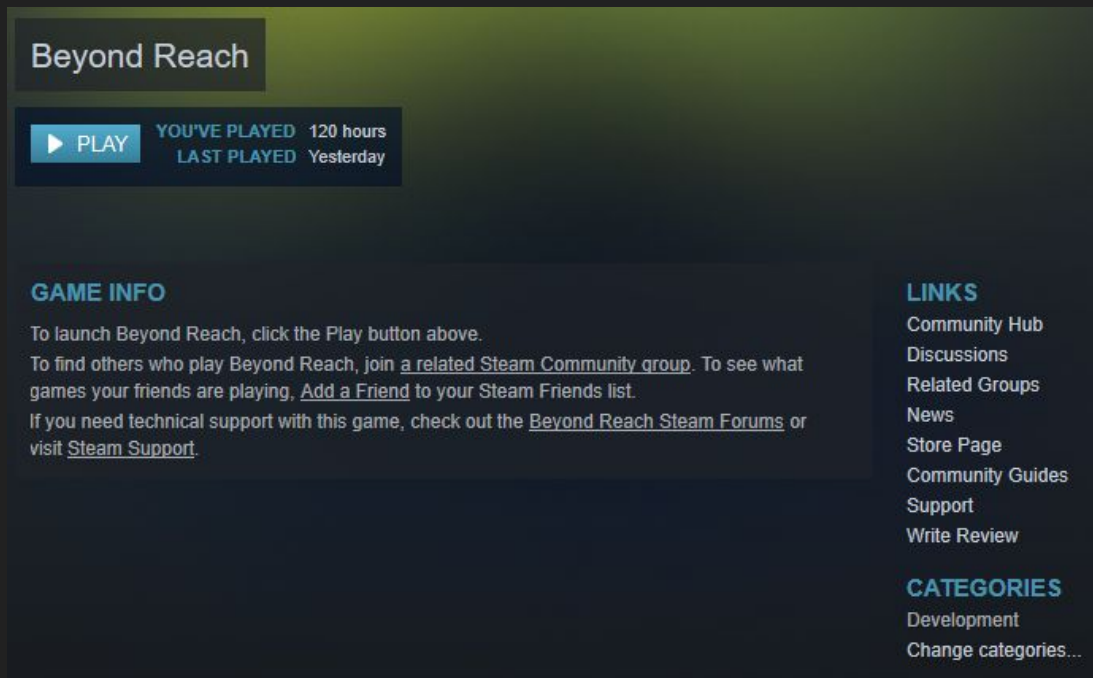 Beyond Reach
PLAY
YOU'VE PLAYED 120 hours
LAST PLAYED Yesterday
GAME INFO
To launch Beyond Reach, click the Play button above.
To find others who play Beyond Reach, join a related Steam Community group. To see what
games your friends are playing, Add a Friend to your Steam Friends list.
If you need technical support with this game, check out the Beyond Reach Steam Forums or
visit Steam Support.
LINKS
Community Hub
Discussions
Related Groups
News
Store Page
Community Guides
Support
Write Review
CATEGORIES
Development
Change categories...